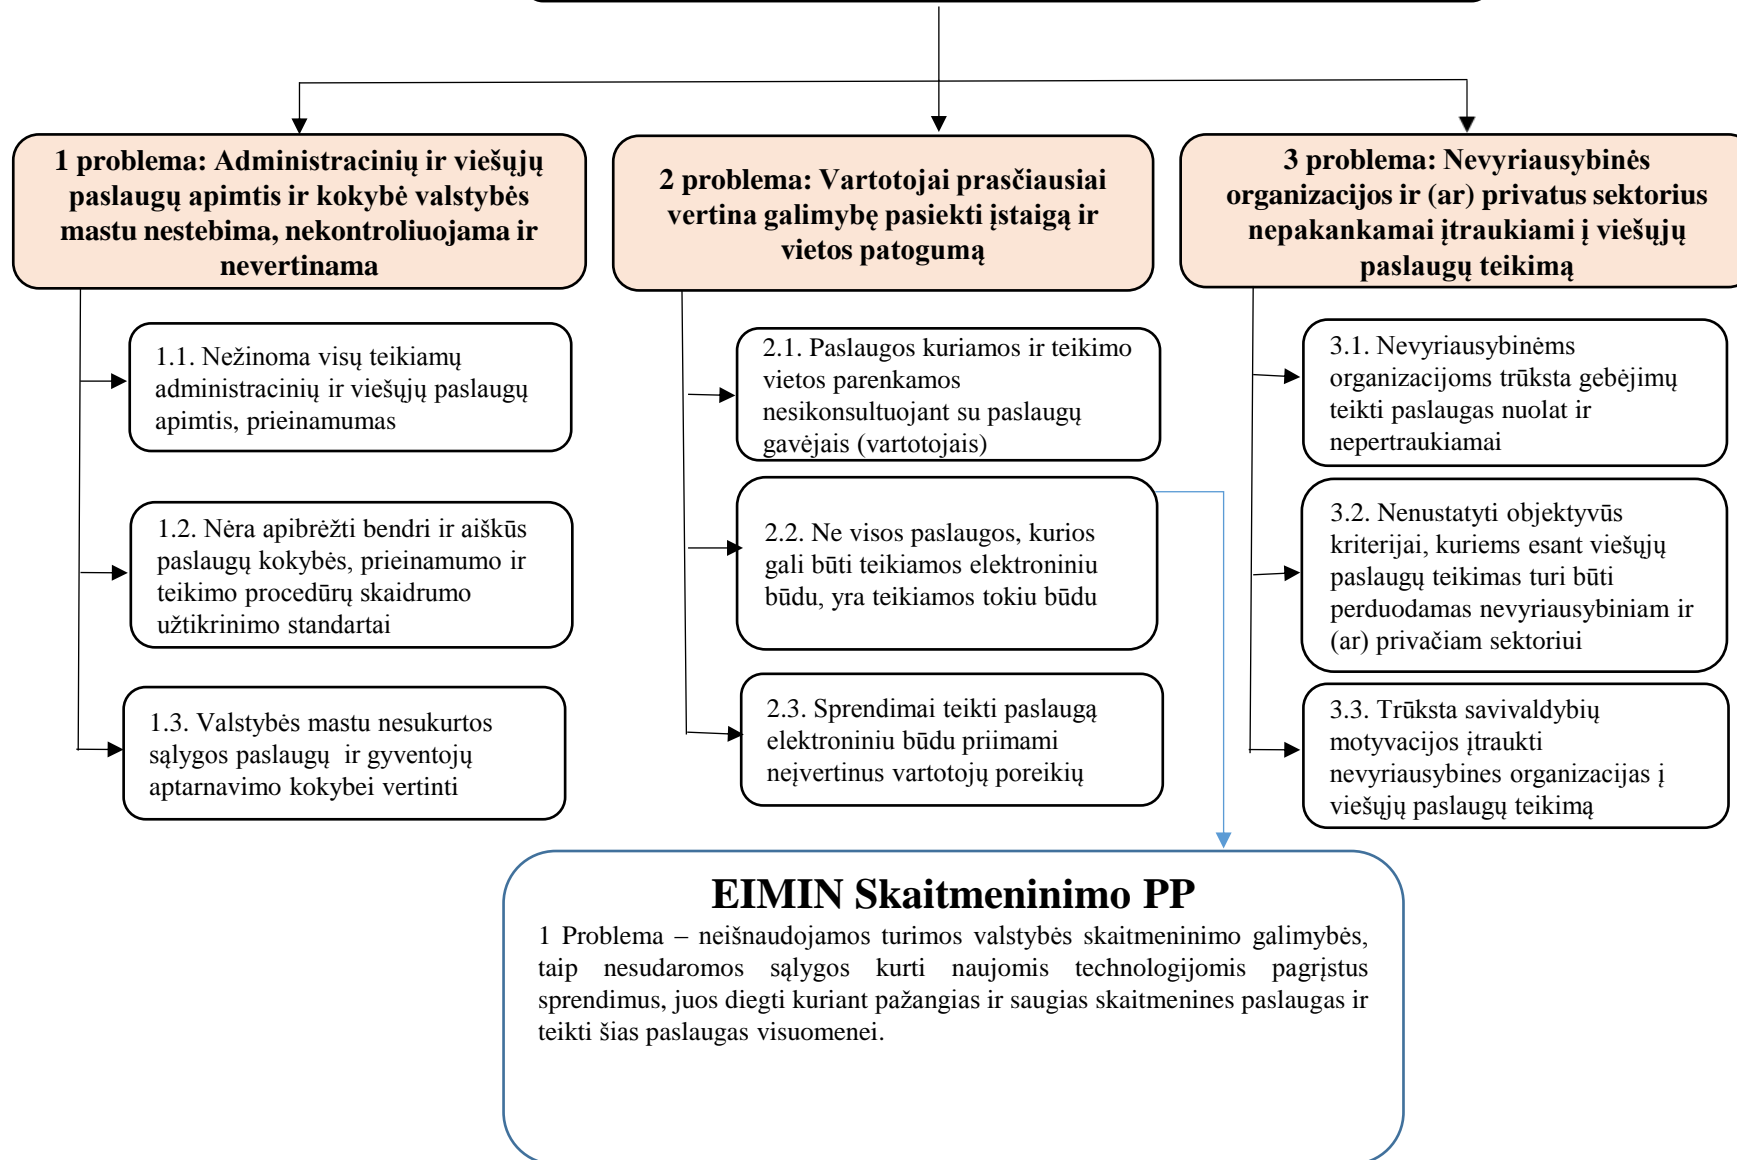 1 problema: Administracinių ir viešųjų
paslaugų apimtis ir kokybė valstybės
mastu nestebima, nekontroliuojama ir
nevertinama
1.1. Nežinoma visų teikiamų
administracinių ir viešųjų paslaugų
apimtis, prieinamumas
1.2. Nėra apibrėžti bendri ir aiškūs
paslaugų kokybės, prieinamumo ir
teikimo procedūrų skaidrumo
užtikrinimo standartai
1.3. Valstybės mastu nesukurtos
sąlygos paslaugų ir gyventojų
aptarnavimo kokybei vertinti
2 problema: Vartotojai prasčiausiai
vertina galimybę pasiekti įstaigą ir
vietos patogumą
2.1. Paslaugos kuriamos ir teikimo
vietos parenkamos
nesikonsultuojant su paslaugų
gavėjais (vartotojais)
2.2. Ne visos paslaugos, kurios
gali būti teikiamos elektroniniu
būdu, yra teikiamos tokiu būdu
2.3. Sprendimai teikti paslaugą
elektroniniu būdu priimami
neįvertinus vartotojų poreikių
3 problema: Nevyriausybinės
organizacijos ir (ar) privatus sektorius
nepakankamai įtraukiami į viešųjų
paslaugų teikimą
3.1. Nevyriausybinėms
organizacijoms trūksta gebėjimų
teikti paslaugas nuolat ir
nepertraukiamai
3.2. Nenustatyti objektyvūs
kriterijai, kuriems esant viešųjų
paslaugų teikimas turi būti
perduodamas nevyriausybiniam ir
(ar) privačiam sektoriui
3.3. Trūksta savivaldybių
motyvacijos įtraukti
nevyriausybines organizacijas į
viešųjų paslaugų teikimą
EIMIN Skaitmeninimo PP
1 Problema – neišnaudojamos turimos valstybės skaitmeninimo galimybės,
taip nesudaromos sąlygos kurti naujomis technologijomis pagrįstus
sprendimus, juos diegti kuriant pažangias ir saugias skaitmenines paslaugas ir
teikti šias paslaugas visuomenei.